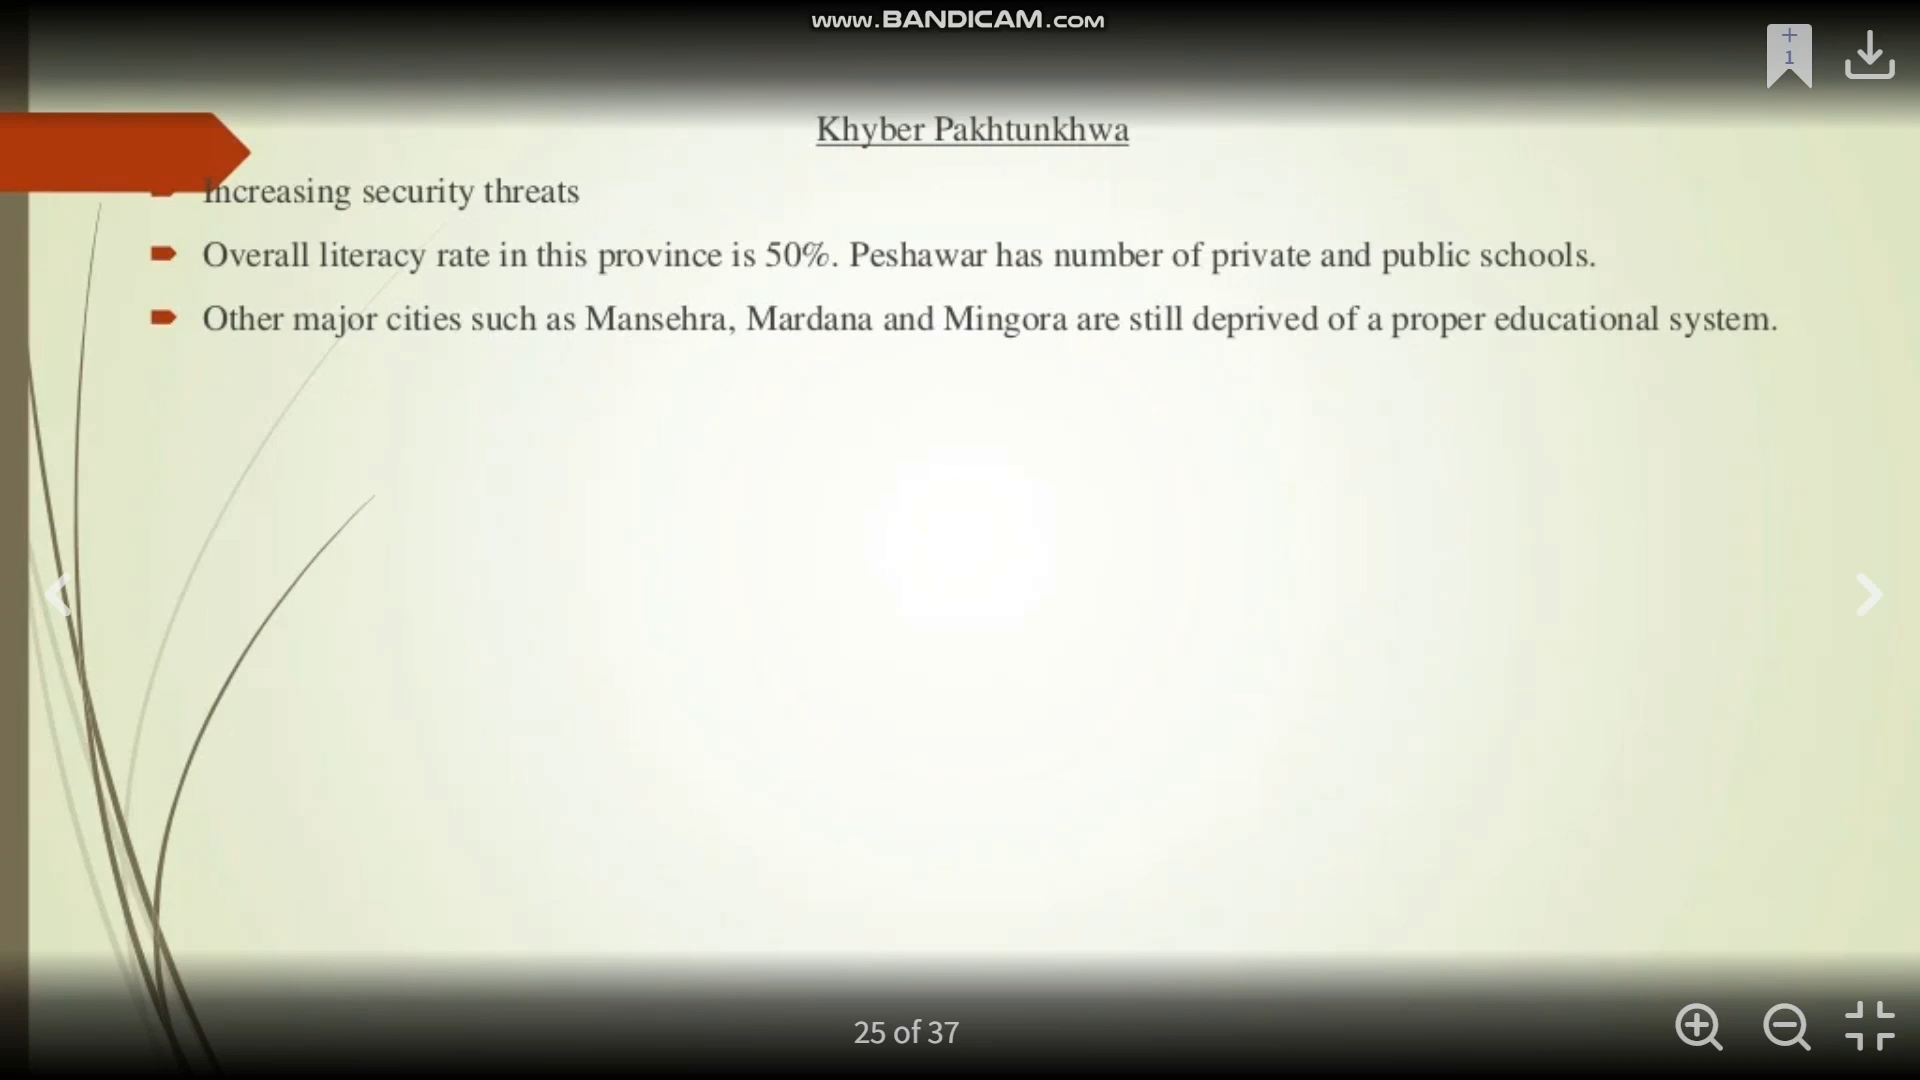 www.BANDICAM.com
+
1
Khyber Pakhtunkhwa
Increasing security threats
Overall literacy rate in this province is 50%. Peshawar has number of private and public schools.
Other major cities such as Mansehra, Mardana and Mingora are still deprived of a proper educational system.
25 of 37